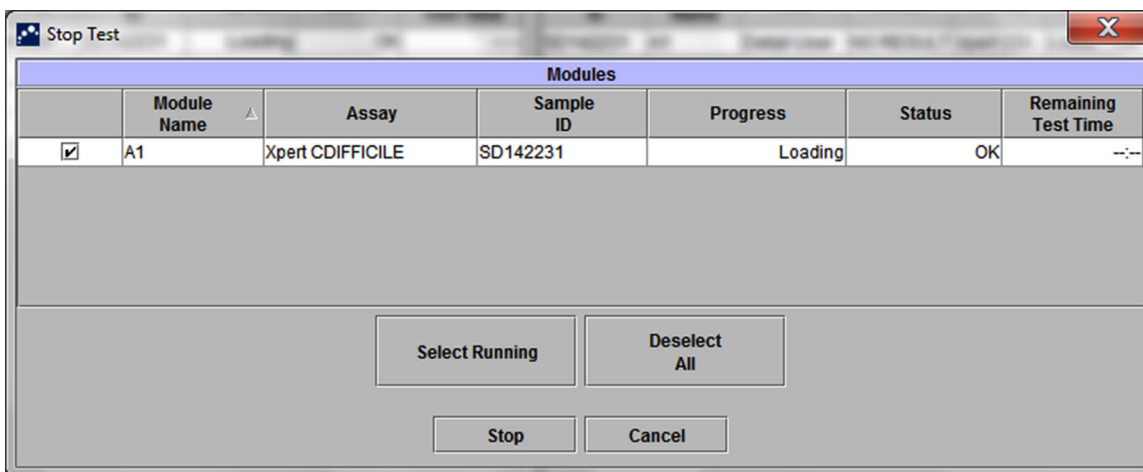 Stop Test
Modules
Module Name Assay Sample ID Progress Status Remaining Test Time
A1 Xpert CDIFFICILE SD142231 Loading OK --:--
Select Running Deselect All
Stop Cancel